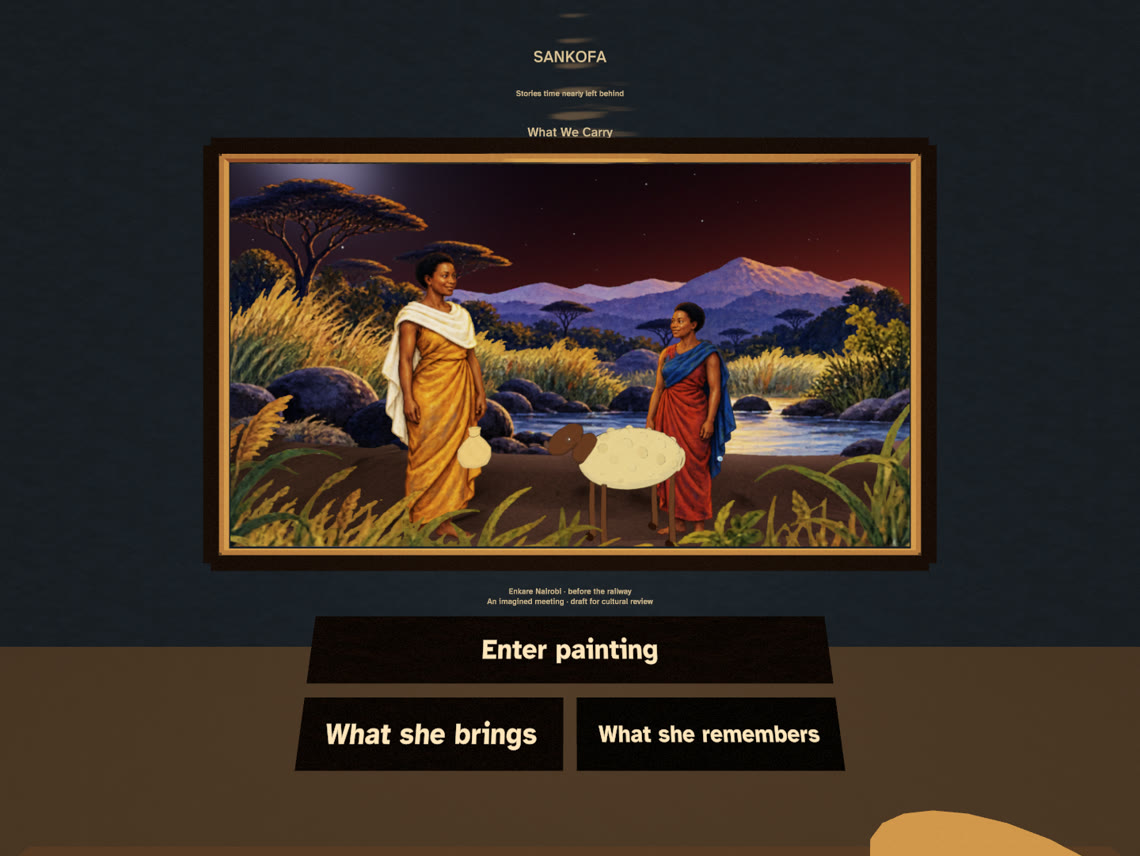 SANKOFA
Stories time nearly left behind
What We Carry
Enkare Nairobi · before the railway
An imagined meeting · draft for cultural review
Enter painting
What she brings
What she remembers